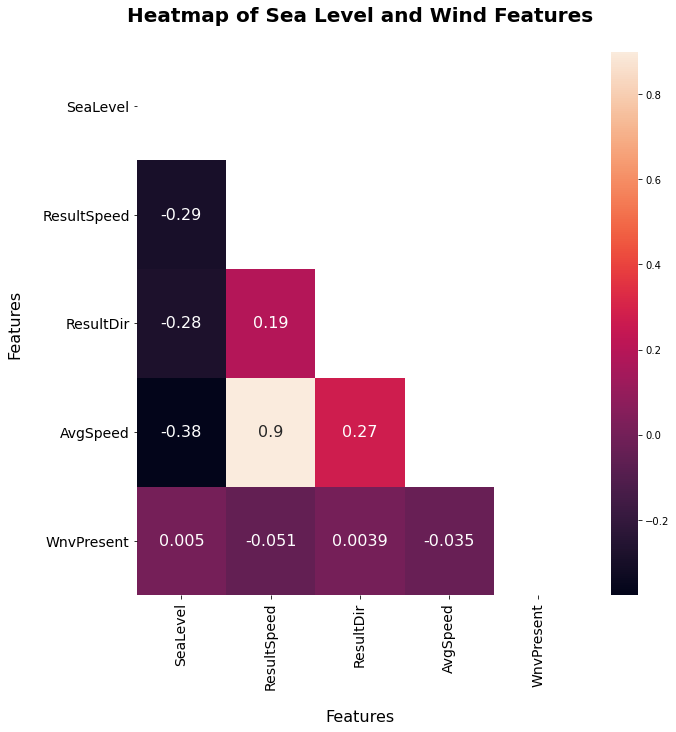 Heatmap of Sea Level and Wind Features
SeaLevel
ResultSpeed
-0.29
ResultDir
-0.28 0.19
AvgSpeed
-0.38 0.9 0.27
WnvPresent
0.005 -0.051 0.0039 -0.035
Features
SeaLevel
ResultSpeed
ResultDir
AvgSpeed
WnvPresent
Features
0.8
0.6
0.4
0.2
0.0
−0.2